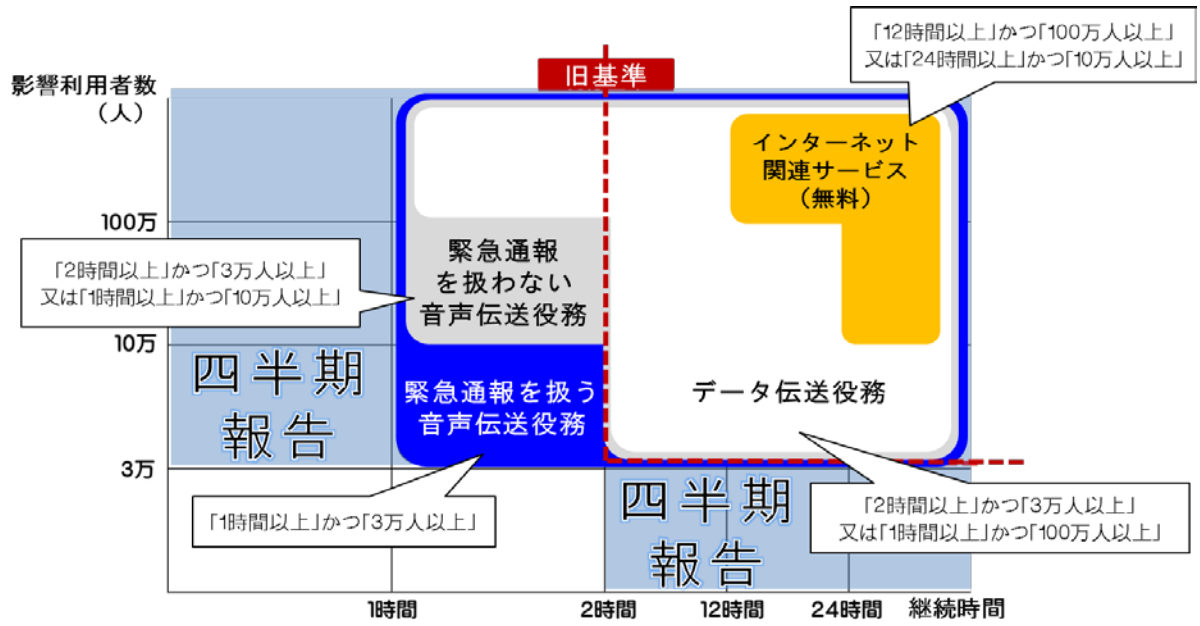 「12時間以上」かつ「100万人以上」
又は「24時間以上」かつ「10万人以上」
旧基準
影響利用者数
（人）
インターネット
関連サービス
（無料）
100万
緊急通報
を扱わない
音声伝送役務
「2時間以上」かつ「3万人以上」
又は「1時間以上」かつ「10万人以上」
10万
四半期
報告
緊急通報を扱う
音声伝送役務
データ伝送役務
3万
「1時間以上」かつ「3万人以上」
四半期
報告
「2時間以上」かつ「3万人以上」
又は「1時間以上」かつ「100万人以上」
1時間
2時間
12時間
24時間
継続時間